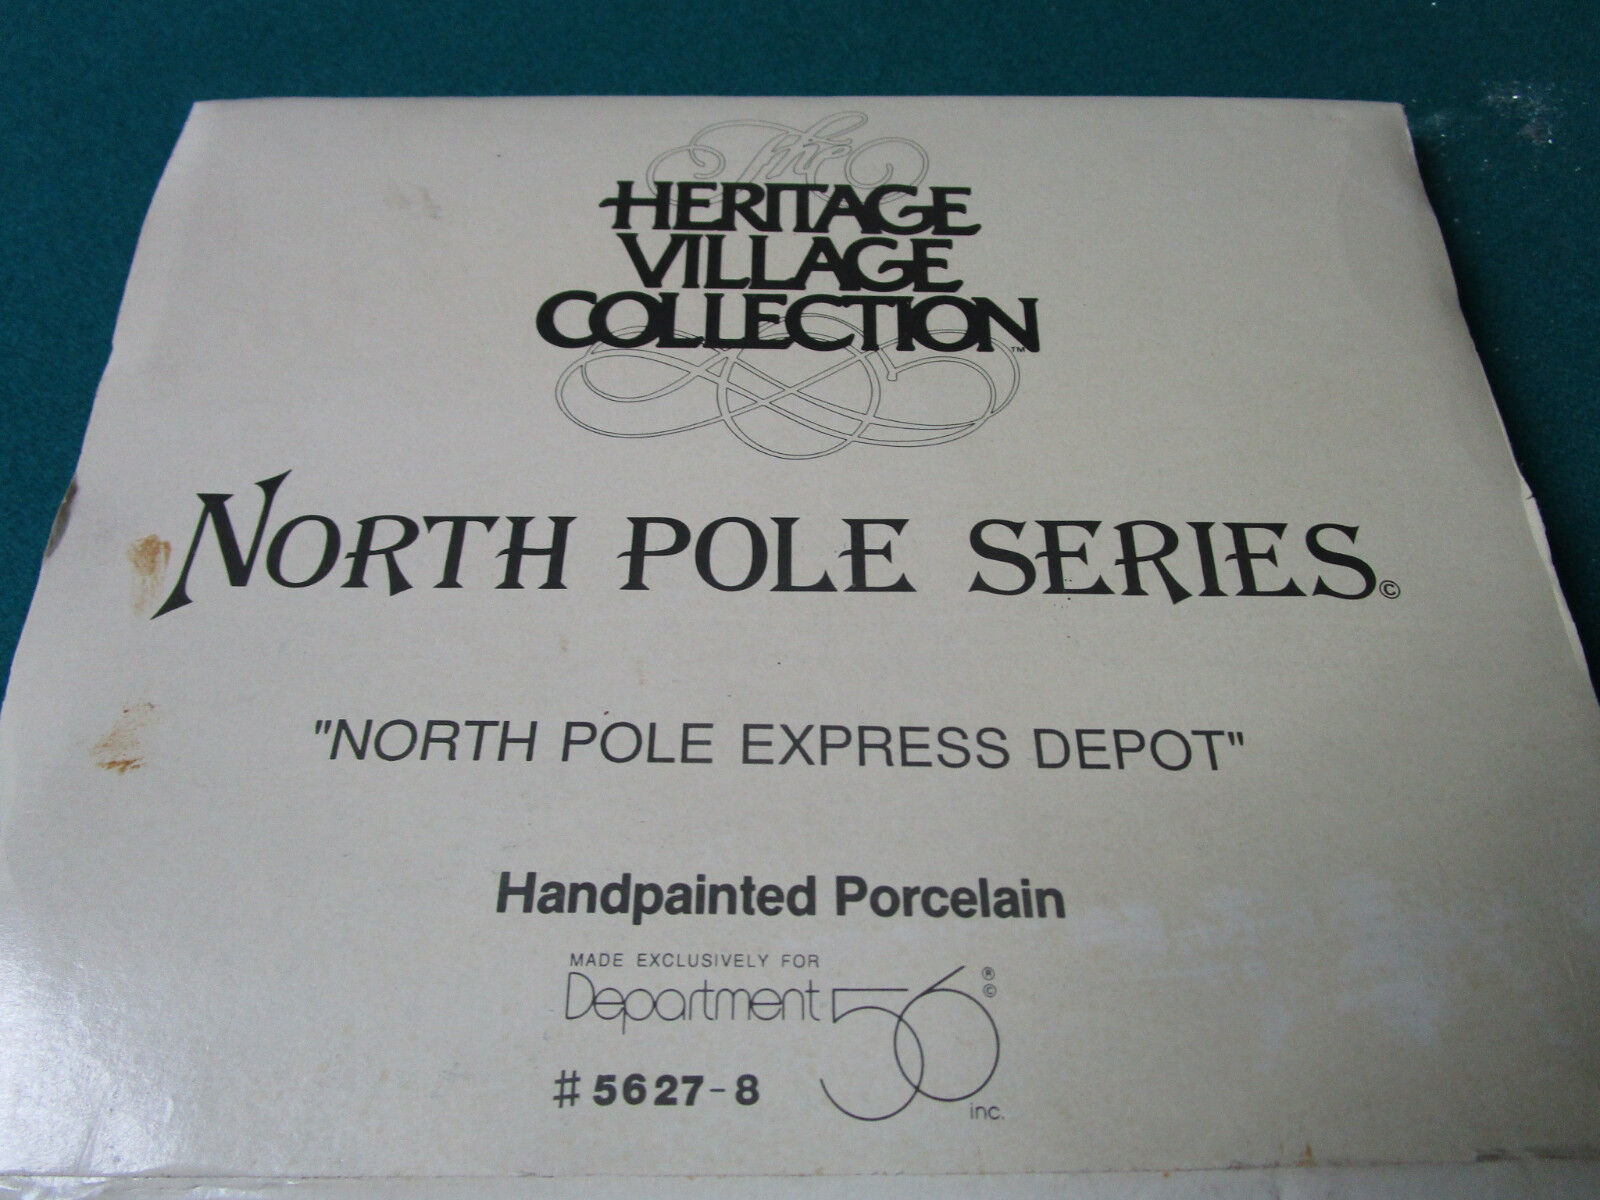 The
HERITAGE
VILLAGE
COLLECTION™
NORTH POLE SERIES©
"NORTH POLE EXPRESS DEPOT"
Handpainted Porcelain
MADE EXCLUSIVELY FOR
Department 56 ® ©
inc.
# 5627-8